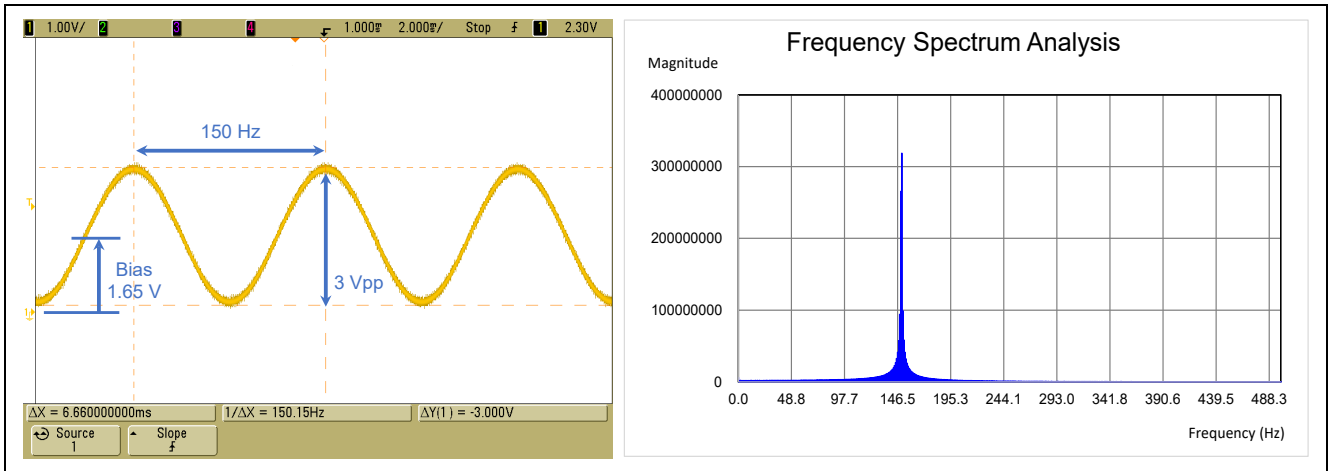 1 1.00V/ 2 3 4 1.000ms 2.000ms/ Stop 1 2.30V
150 Hz
Bias
1.65 V
3 Vpp
T
1
ΔX = 6.660000000ms 1/ΔX = 150.15Hz ΔY(1) = -3.000V
Source
1
Slope
Frequency Spectrum Analysis
Magnitude
400000000
300000000
200000000
100000000
0
0.0 48.8 97.7 146.5 195.3 244.1 293.0 341.8 390.6 439.5 488.3
Frequency (Hz)